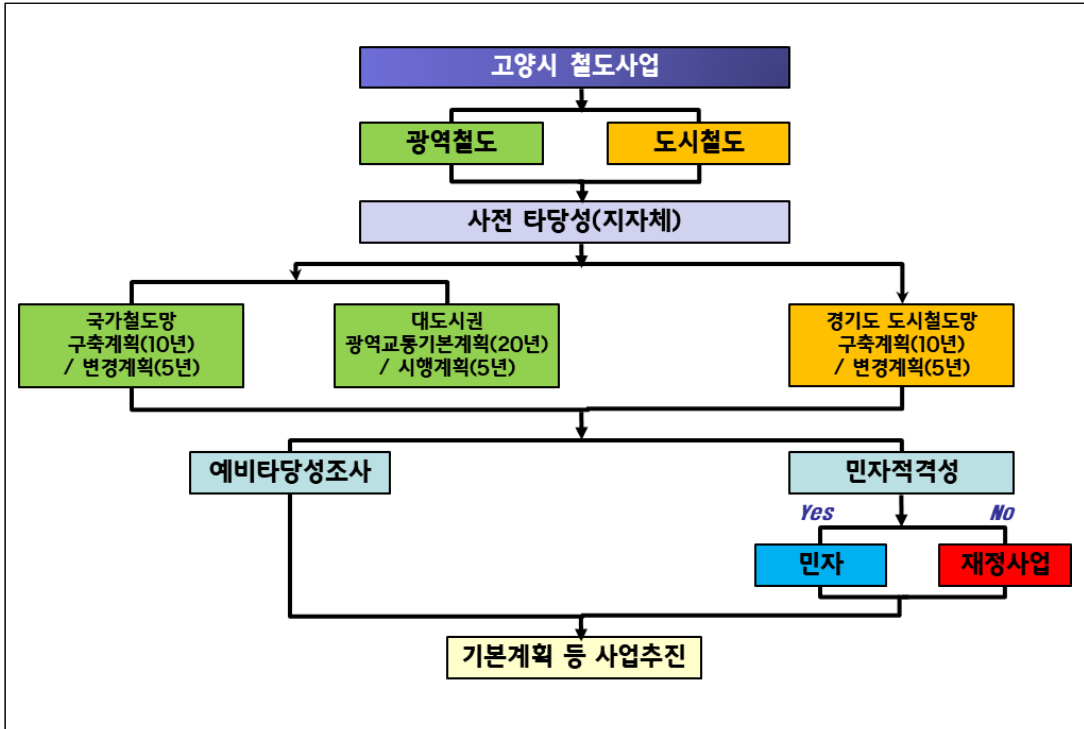 고양시 철도사업
광역철도
도시철도
사전 타당성(지자체)
국가철도망
구축계획(10년)
/ 변경계획(5년)
대도시권
광역교통기본계획(20년)
/ 시행계획(5년)
경기도 도시철도망
구축계획(10년)
/ 변경계획(5년)
예비타당성조사
민자적격성
Yes
No
민자
재정사업
기본계획 등 사업추진